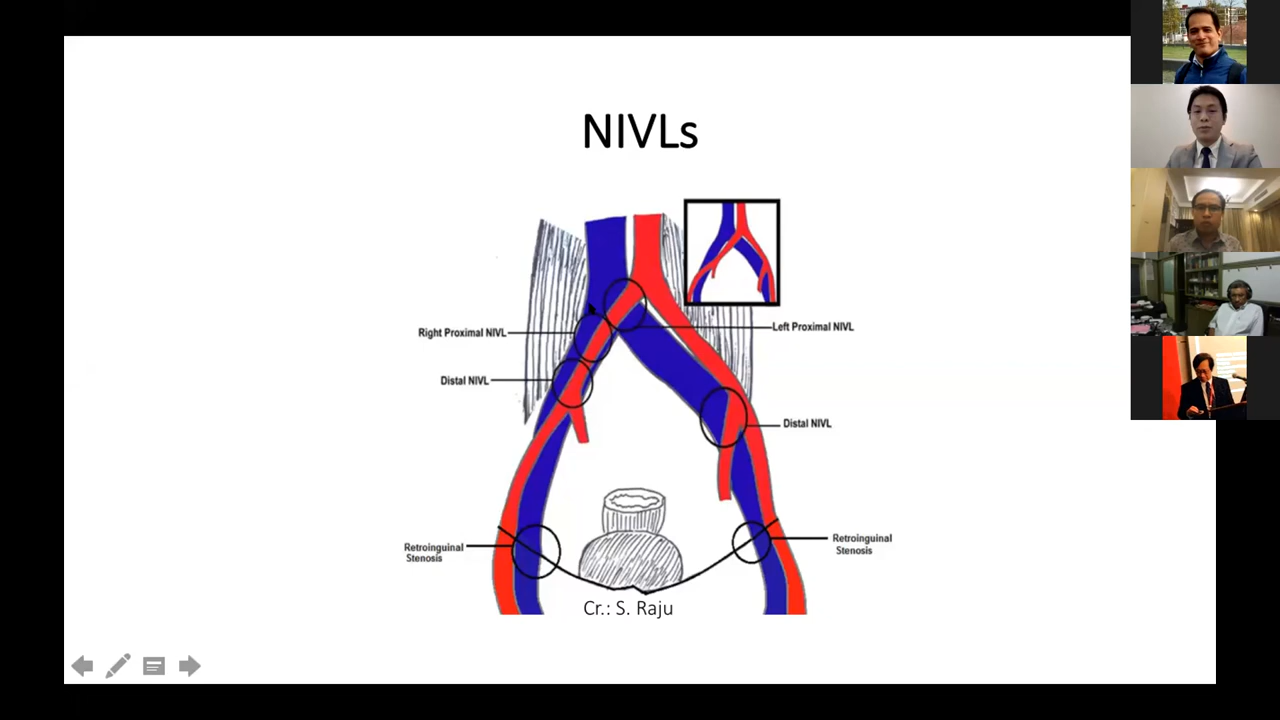 NIVLs
Right Proximal NIVL
Left Proximal NIVL
Distal NIVL
Distal NIVL
Retroinguinal
Stenosis
Retroinguinal
Stenosis
Cr.: S. Raju